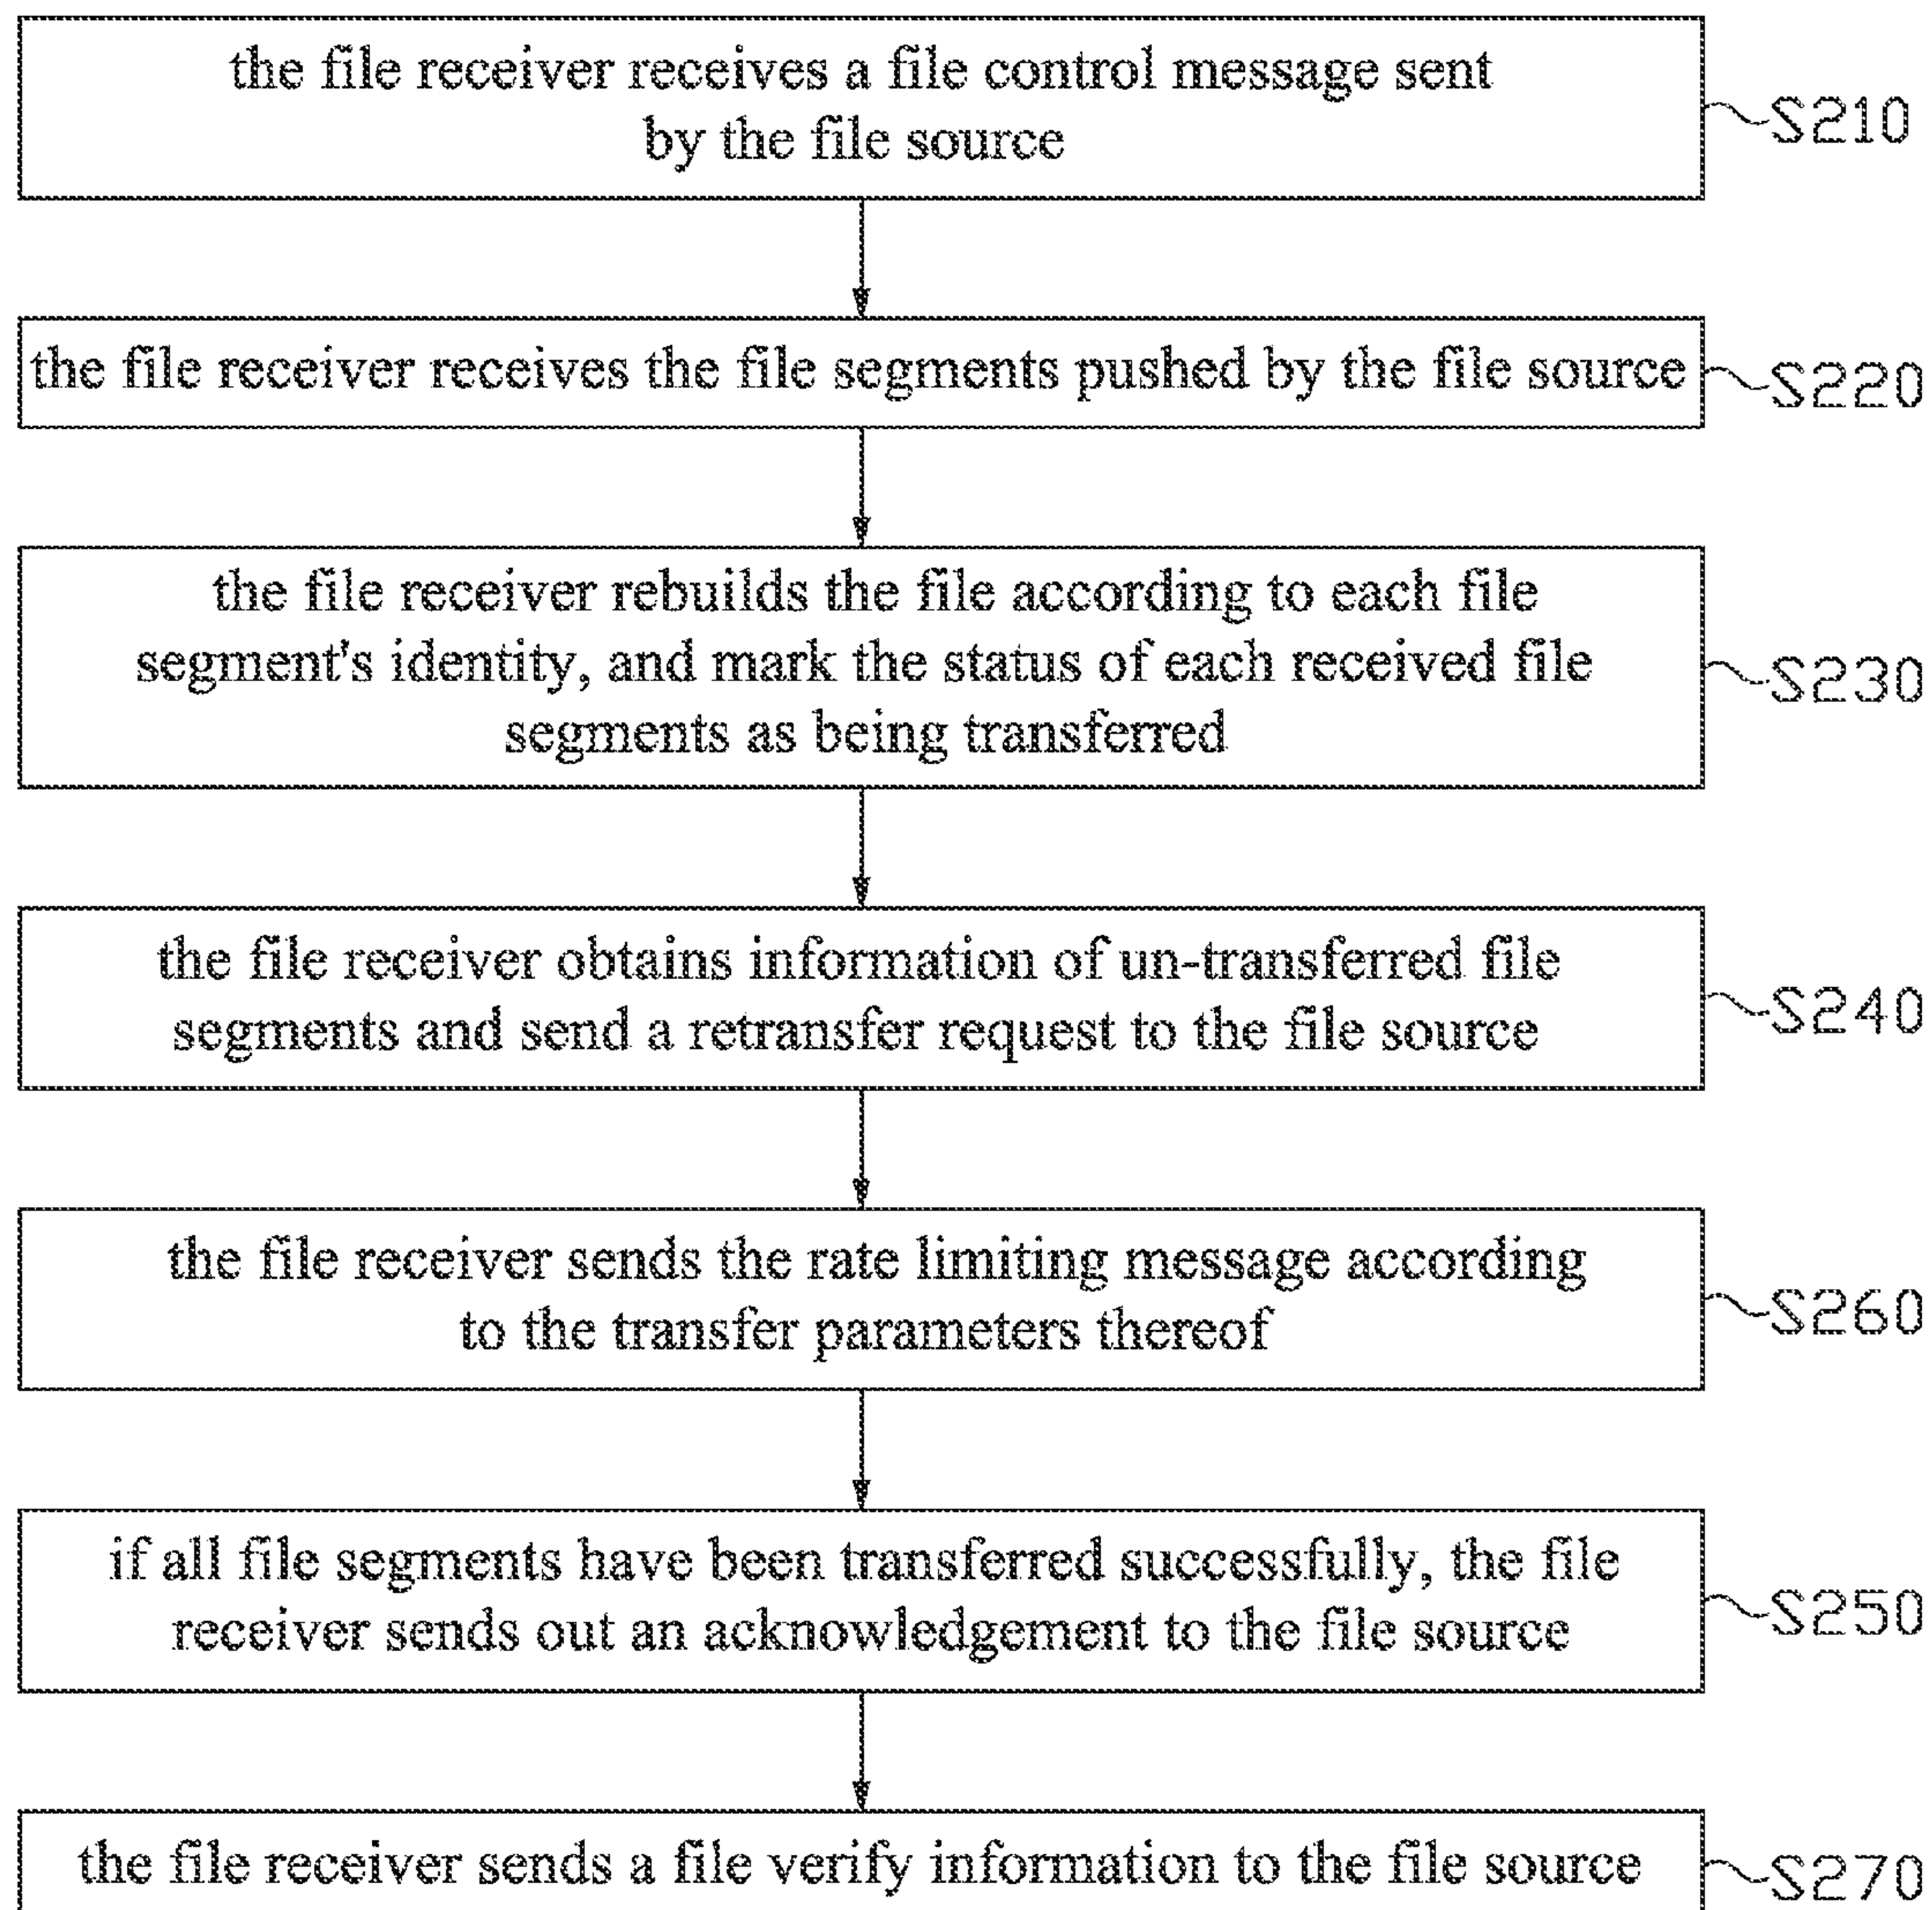 the file receiver receives a file control message sent
by the file source
S210
the file receiver receives the file segments pushed by the file source
S220
the file receiver rebuilds the file according to each file
segment's identity, and mark the status of each received file
segments as being transferred
S230
the file receiver obtains information of un-transferred file
segments and send a retransfer request to the file source
S240
the file receiver sends the rate limiting message according
to the transfer parameters thereof
S260
if all file segments have been transferred successfully, the file
receiver sends out an acknowledgement to the file source
S250
the file receiver sends a file verify information to the file source
S270